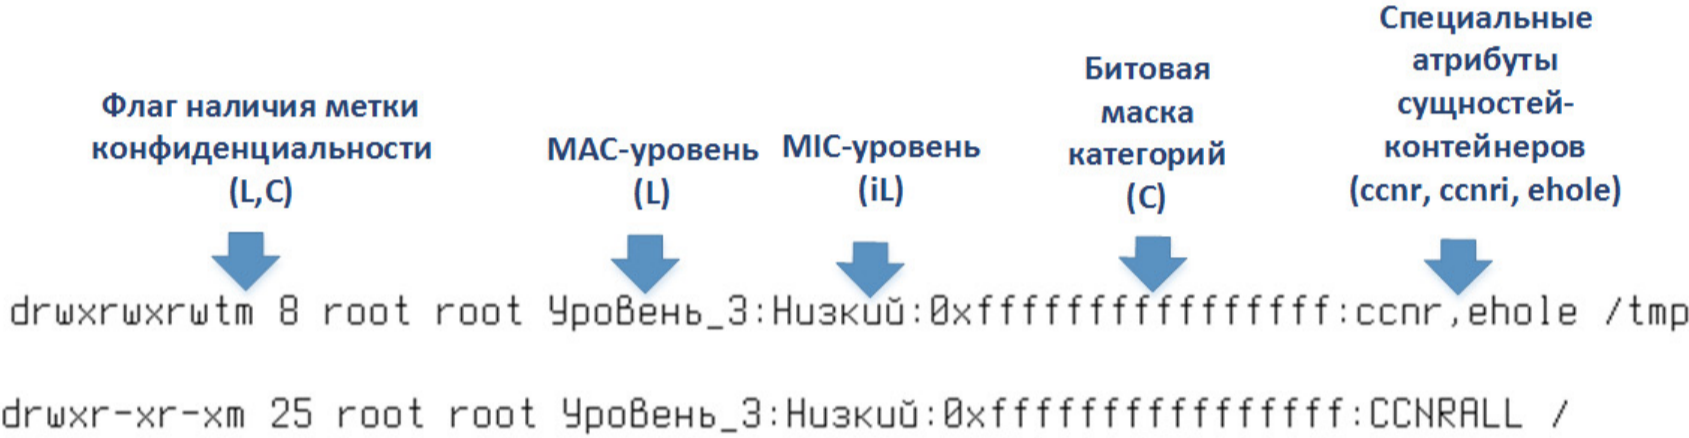 Флаг наличия метки
конфиденциальности
(L,C)
МАС-уровень
(L)
MIC-уровень
(iL)
Битовая
маска
категорий
(C)
Специальные
атрибуты
сущностей-
контейнеров
(ccnr, ccnri, ehole)
drwxrwxrwtm 8 root root Уровень_3:Низкий:0xffffffffffffffff:ccnr,ehole /tmp
drwxr-xr-xm 25 root root Уровень_3:Низкий:0xffffffffffffffff:CCNRALL /